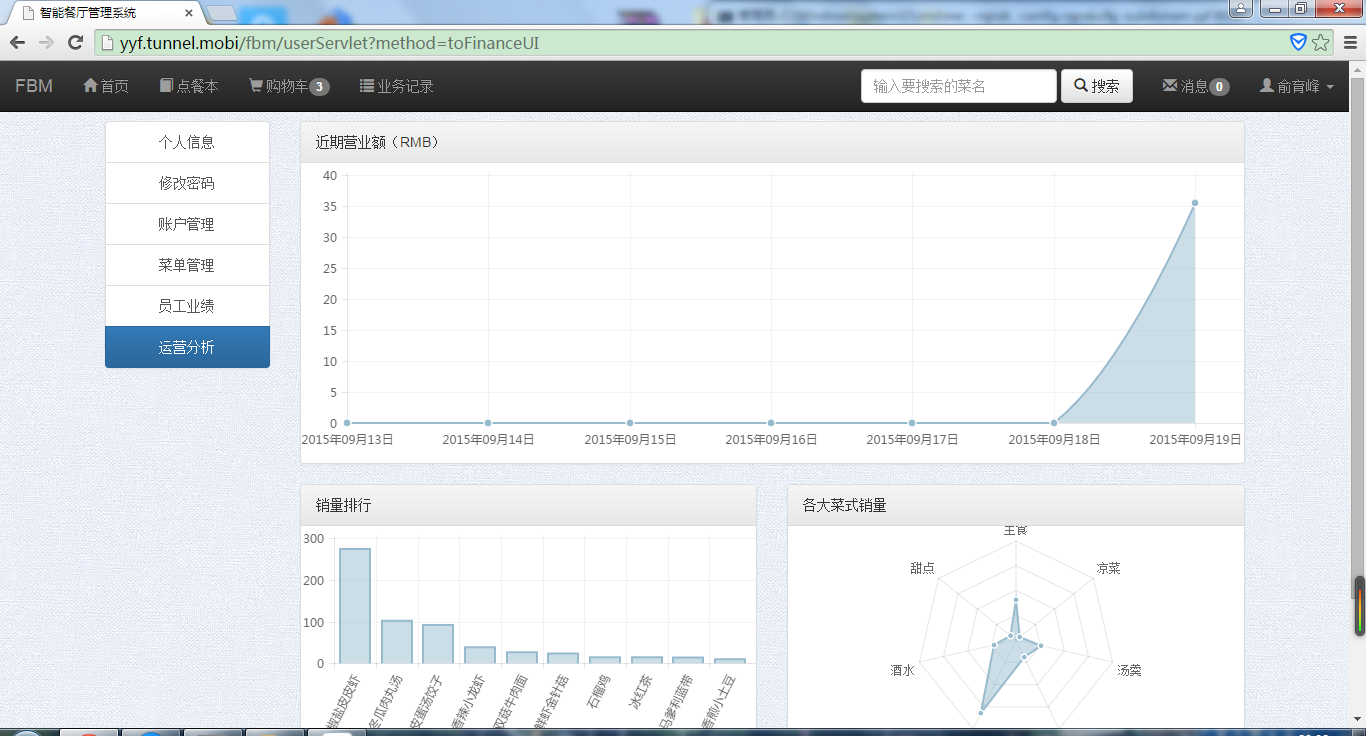 智能餐厅管理系统
yyf.tunnel.mobi/fbm/userServlet?method=toFinanceUI
FBM 首页 点餐本 购物车 3 业务记录 输入要搜索的菜名 搜索 消息 0 俞育峰
个人信息
修改密码
账户管理
菜单管理
员工业绩
运营分析
近期营业额（RMB）
40
35
30
25
20
15
10
5
0
2015年09月13日 2015年09月14日 2015年09月15日 2015年09月16日 2015年09月17日 2015年09月18日 2015年09月19日
销量排行
300
200
100
0
椒盐皮皮虾
冬瓜肉丸汤
皮蛋汤饺子
香辣小龙虾
双菇牛肉面
鲜虾金针菇
石榴鸡
冰红茶
马爹利蓝带
香煎小土豆
各大菜式销量
主食
甜点 凉菜
酒水 汤羹